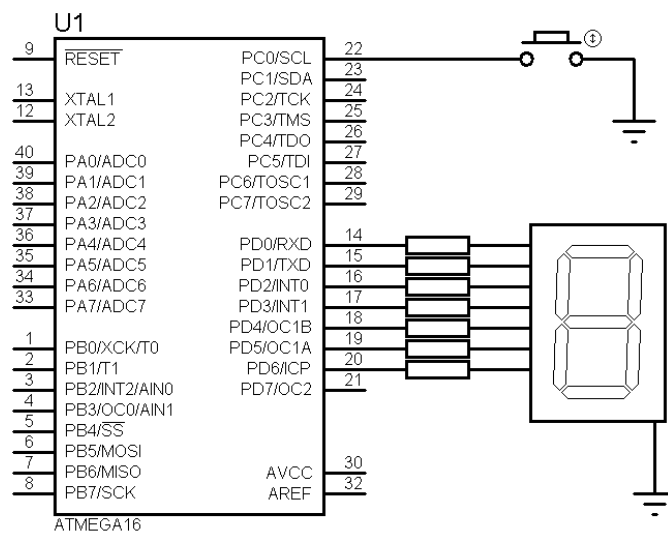 U1
9 RESET PC0/SCL 22
PC1/SDA 23
13 XTAL1 PC2/TCK 24
12 XTAL2 PC3/TMS 25
PC4/TDO 26
40 PA0/ADC0 PC5/TDI 27
39 PA1/ADC1 PC6/TOSC1 28
38 PA2/ADC2 PC7/TOSC2 29
37 PA3/ADC3
36 PA4/ADC4 PD0/RXD 14
35 PA5/ADC5 PD1/TXD 15
34 PA6/ADC6 PD2/INT0 16
33 PA7/ADC7 PD3/INT1 17
PD4/OC1B 18
1 PB0/XCK/T0 PD5/OC1A 19
2 PB1/T1 PD6/ICP 20
3 PB2/INT2/AIN0 PD7/OC2 21
4 PB3/OC0/AIN1
5 PB4/SS
6 PB5/MOSI
7 PB6/MISO AVCC 30
8 PB7/SCK AREF 32
ATMEGA16